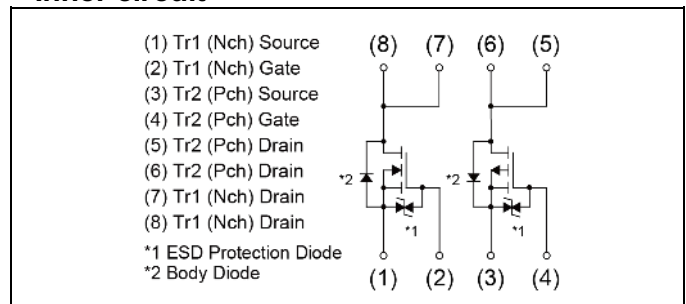 Inner circuit
(1) Tr1 (Nch) Source
(2) Tr1 (Nch) Gate
(3) Tr2 (Pch) Source
(4) Tr2 (Pch) Gate
(5) Tr2 (Pch) Drain
(6) Tr2 (Pch) Drain
(7) Tr1 (Nch) Drain
(8) Tr1 (Nch) Drain
*1 ESD Protection Diode
*2 Body Diode
(8) (7) (6) (5)
*2 *2
*1 *1
(1) (2) (3) (4)